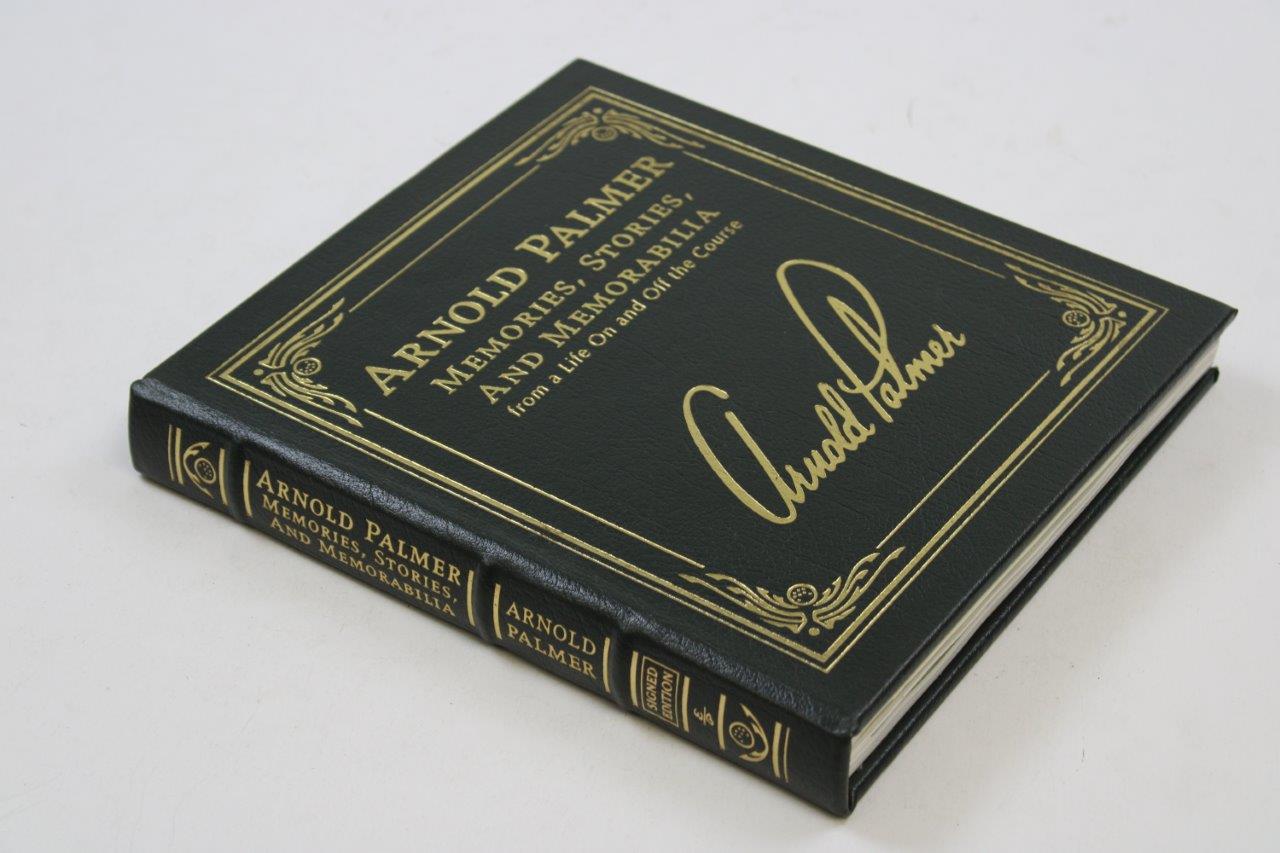 ARNOLD PALMER
MEMORIES, STORIES,
AND MEMORABILIA
from a Life On and Off the Course
Arnold Palmer
ARNOLD PALMER
MEMORIES, STORIES,
AND MEMORABILIA
ARNOLD
PALMER
SIGNED
EDITION